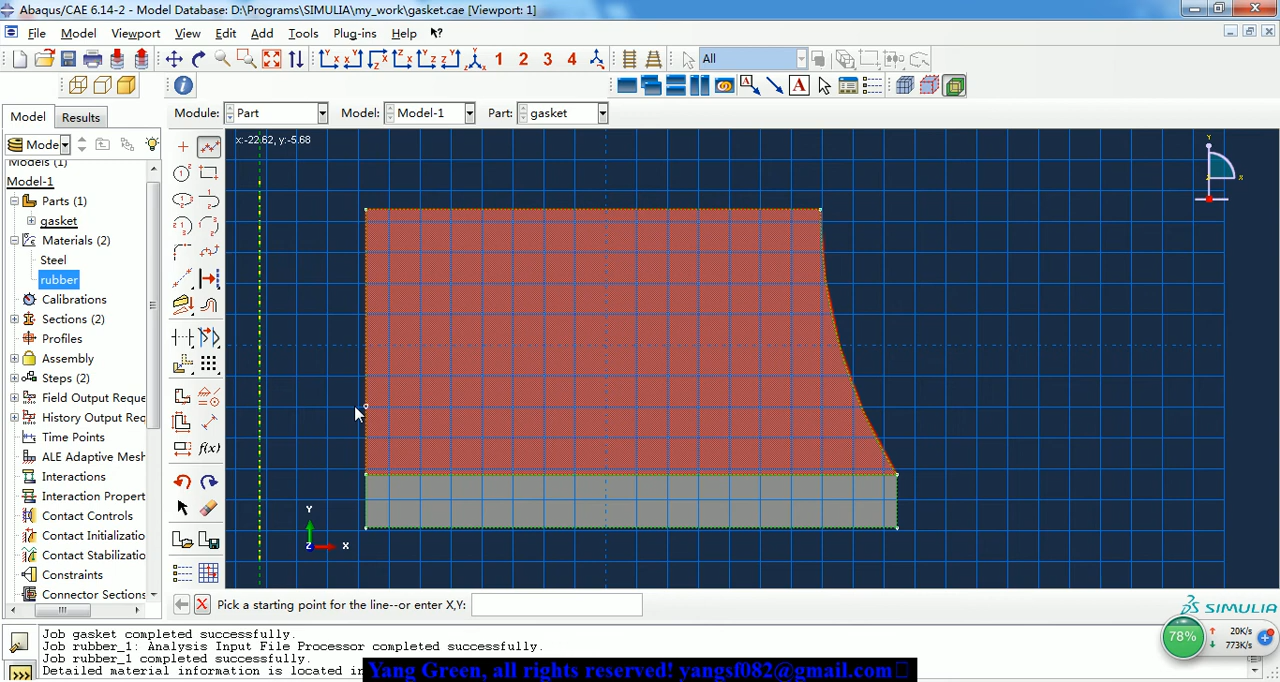 Abaqus/CAE 6.14-2 - Model Database: D:\Programs\SIMULIA\my_work\gasket.cae [Viewport: 1]
File Model Viewport View Edit Add Tools Plug-ins Help
1 2 3 4 All
Model Results Module: Part Model: Model-1 Part: gasket
Mode
x:-22.62, y:-5.68
Models (1)
Model-1
Parts (1)
gasket
Materials (2)
Steel
rubber
Calibrations
Sections (2)
Profiles
Assembly
Steps (2)
Field Output Reque
History Output Req
Time Points
ALE Adaptive Mesh
Interactions
Interaction Propert
Contact Controls
Contact Initializatio
Contact Stabilizatio
Constraints
Connector Sections
f(x)
Y
X
Z
Y
X
Pick a starting point for the line--or enter X,Y:
SIMULIA
78% 20K/s
773K/s
Job gasket completed successfully.
Job rubber_1: Analysis Input File Processor completed successfully.
Job rubber_1 completed successfully.
Detailed material information is located in
Yang Green, all rights reserved! yangsf082@gmail.com